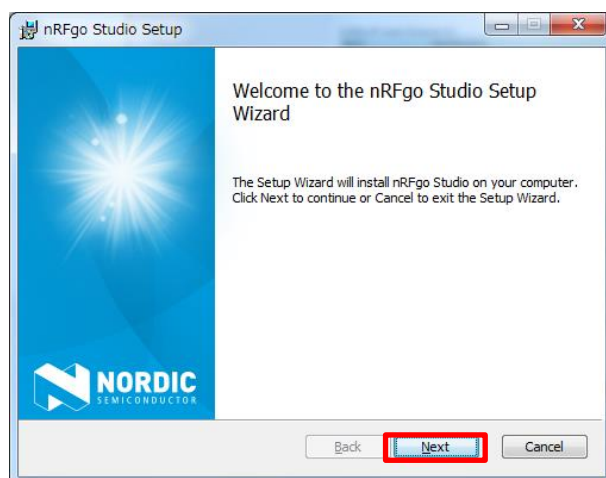 nRFgo Studio Setup
Welcome to the nRFgo Studio Setup
Wizard
The Setup Wizard will install nRFgo Studio on your computer.
Click Next to continue or Cancel to exit the Setup Wizard.
NORDIC
SEMICONDUCTOR
Back Next Cancel